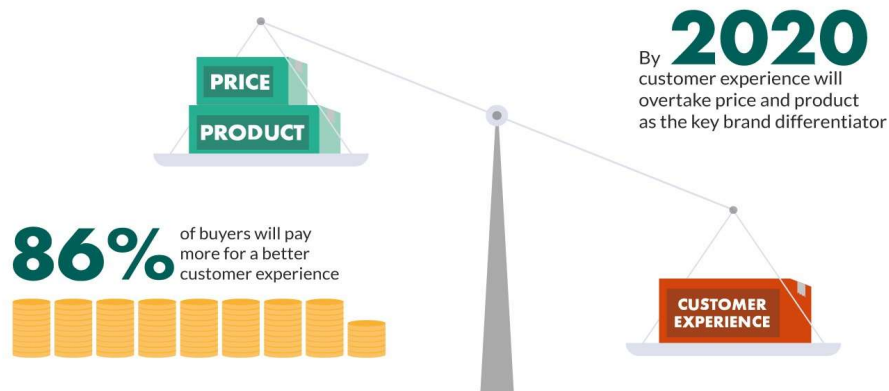 PRICE
PRODUCT
By 2020
customer experience will
overtake price and product
as the key brand differentiator
86%
of buyers will pay
more for a better
customer experience
CUSTOMER
EXPERIENCE